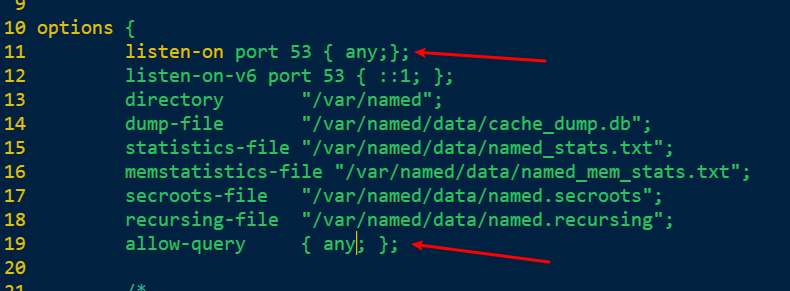 9
10 options {
11         listen-on port 53 { any;};
12         listen-on-v6 port 53 { ::1; };
13         directory       "/var/named";
14         dump-file       "/var/named/data/cache_dump.db";
15         statistics-file "/var/named/data/named_stats.txt";
16         memstatistics-file "/var/named/data/named_mem_stats.txt";
17         secroots-file   "/var/named/data/named.secroots";
18         recursing-file  "/var/named/data/named.recursing";
19         allow-query     { any; };
20
21         /*